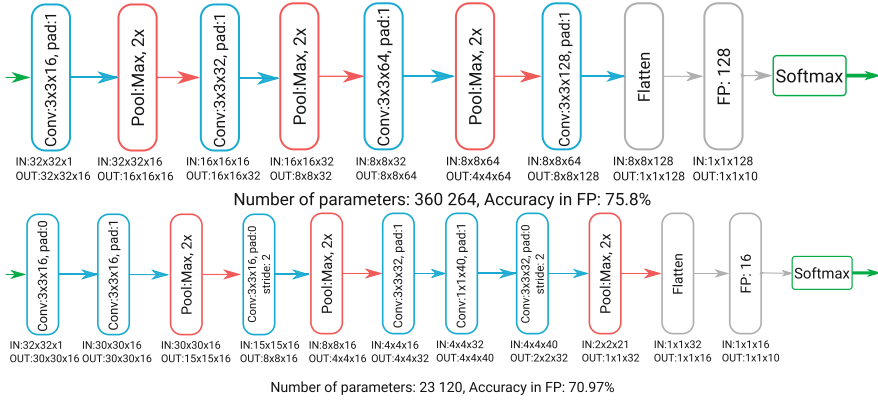 Conv:3x3x16, pad:1
Pool:Max, 2x
Conv:3x3x32, pad:1
Pool:Max, 2x
Conv:3x3x64, pad:1
Pool:Max, 2x
Conv:3x3x128, pad:1
Flatten
FP: 128
Softmax
IN:32x32x1
OUT:32x32x16
IN:32x32x16
OUT:16x16x16
IN:16x16x16
OUT:16x16x32
IN:16x16x32
OUT:8x8x32
IN:8x8x32
OUT:8x8x64
IN:8x8x64
OUT:4x4x64
IN:8x8x64
OUT:8x8x128
IN:8x8x128
OUT:1x1x128
IN:1x1x128
OUT:1x1x10
Number of parameters: 360 264, Accuracy in FP: 75.8%
Conv:3x3x16, pad:0
Conv:3x3x16, pad:1
Pool:Max, 2x
Conv:3x3x16, pad:0
stride: 2
Pool:Max, 2x
Conv:3x3x32, pad:1
Conv:1x1x40, pad:1
Conv:3x3x32, pad:0
stride: 2
Pool:Max, 2x
Flatten
FP: 16
Softmax
IN:32x32x1
OUT:30x30x16
IN:30x30x16
OUT:30x30x16
IN:30x30x16
OUT:15x15x16
IN:15x15x16
OUT:8x8x16
IN:8x8x16
OUT:4x4x16
IN:4x4x16
OUT:4x4x32
IN:4x4x32
OUT:4x4x40
IN:4x4x40
OUT:2x2x32
IN:2x2x21
OUT:1x1x32
IN:1x1x32
OUT:1x1x16
IN:1x1x16
OUT:1x1x10
Number of parameters: 23 120, Accuracy in FP: 70.97%